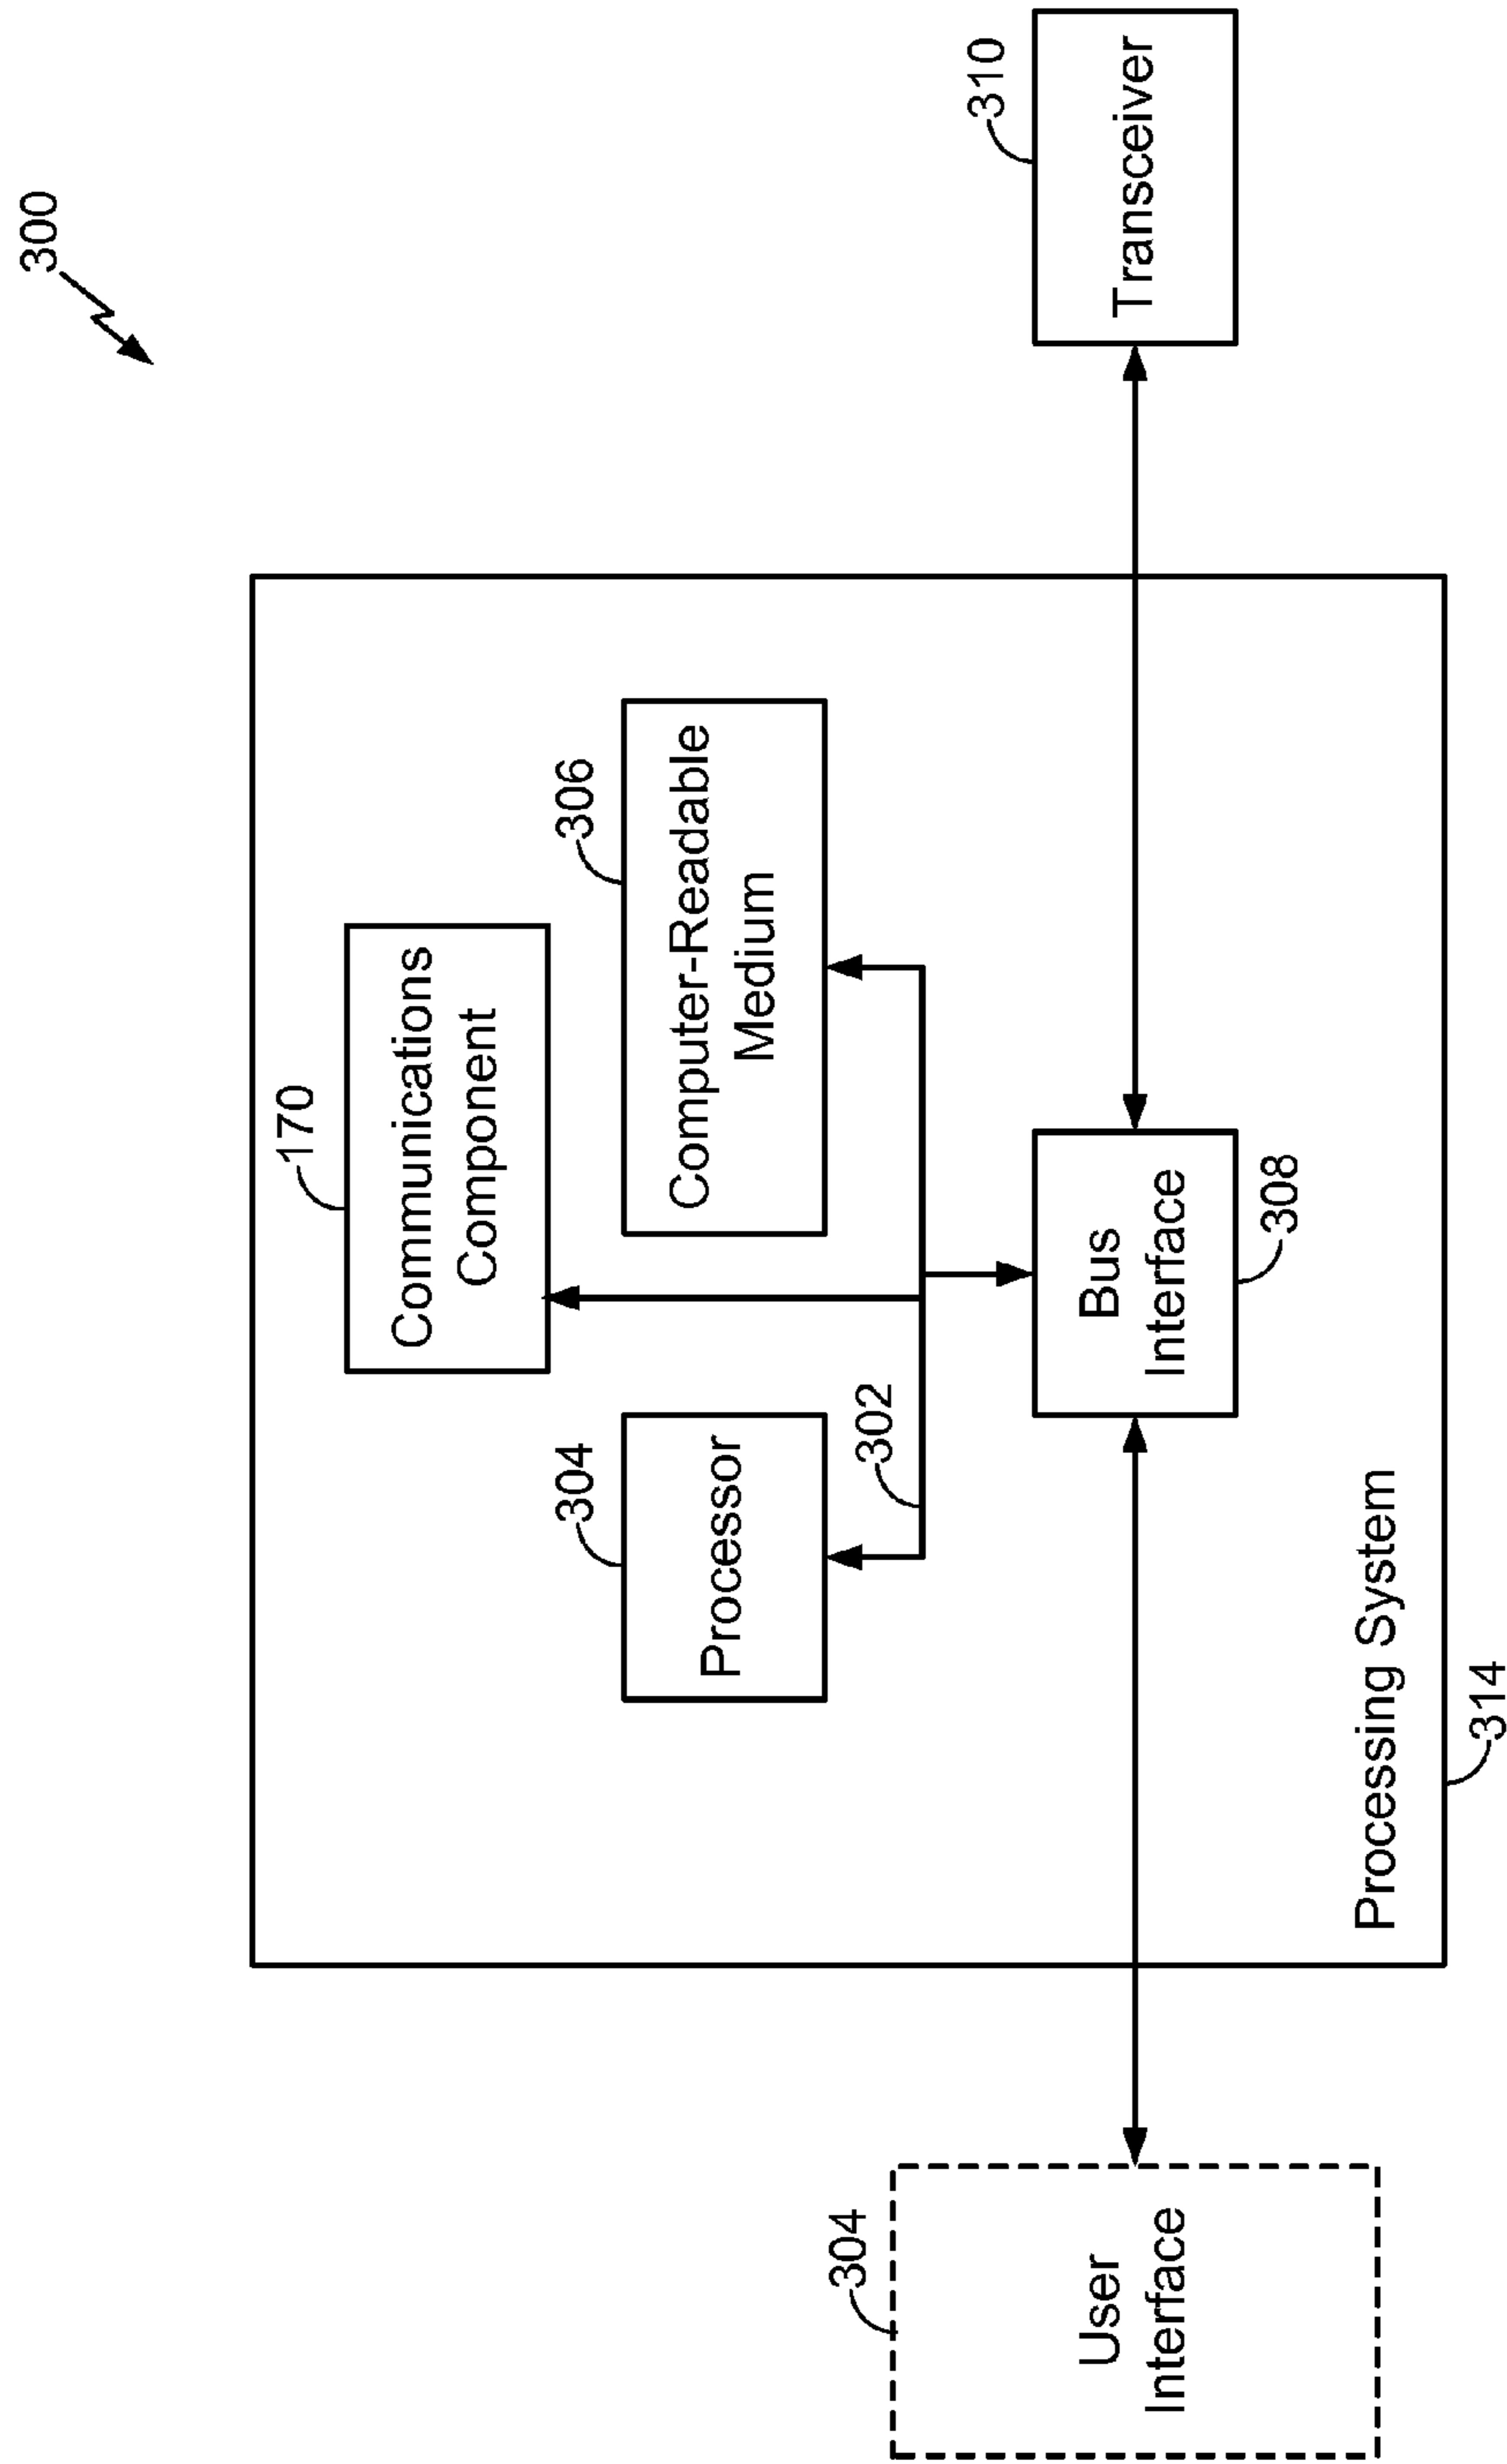 300
170
Communications
Component
304
Processor
306
Computer-Readable
Medium
302
304
User
Interface
Bus
Interface
308
310
Transceiver
Processing System
314